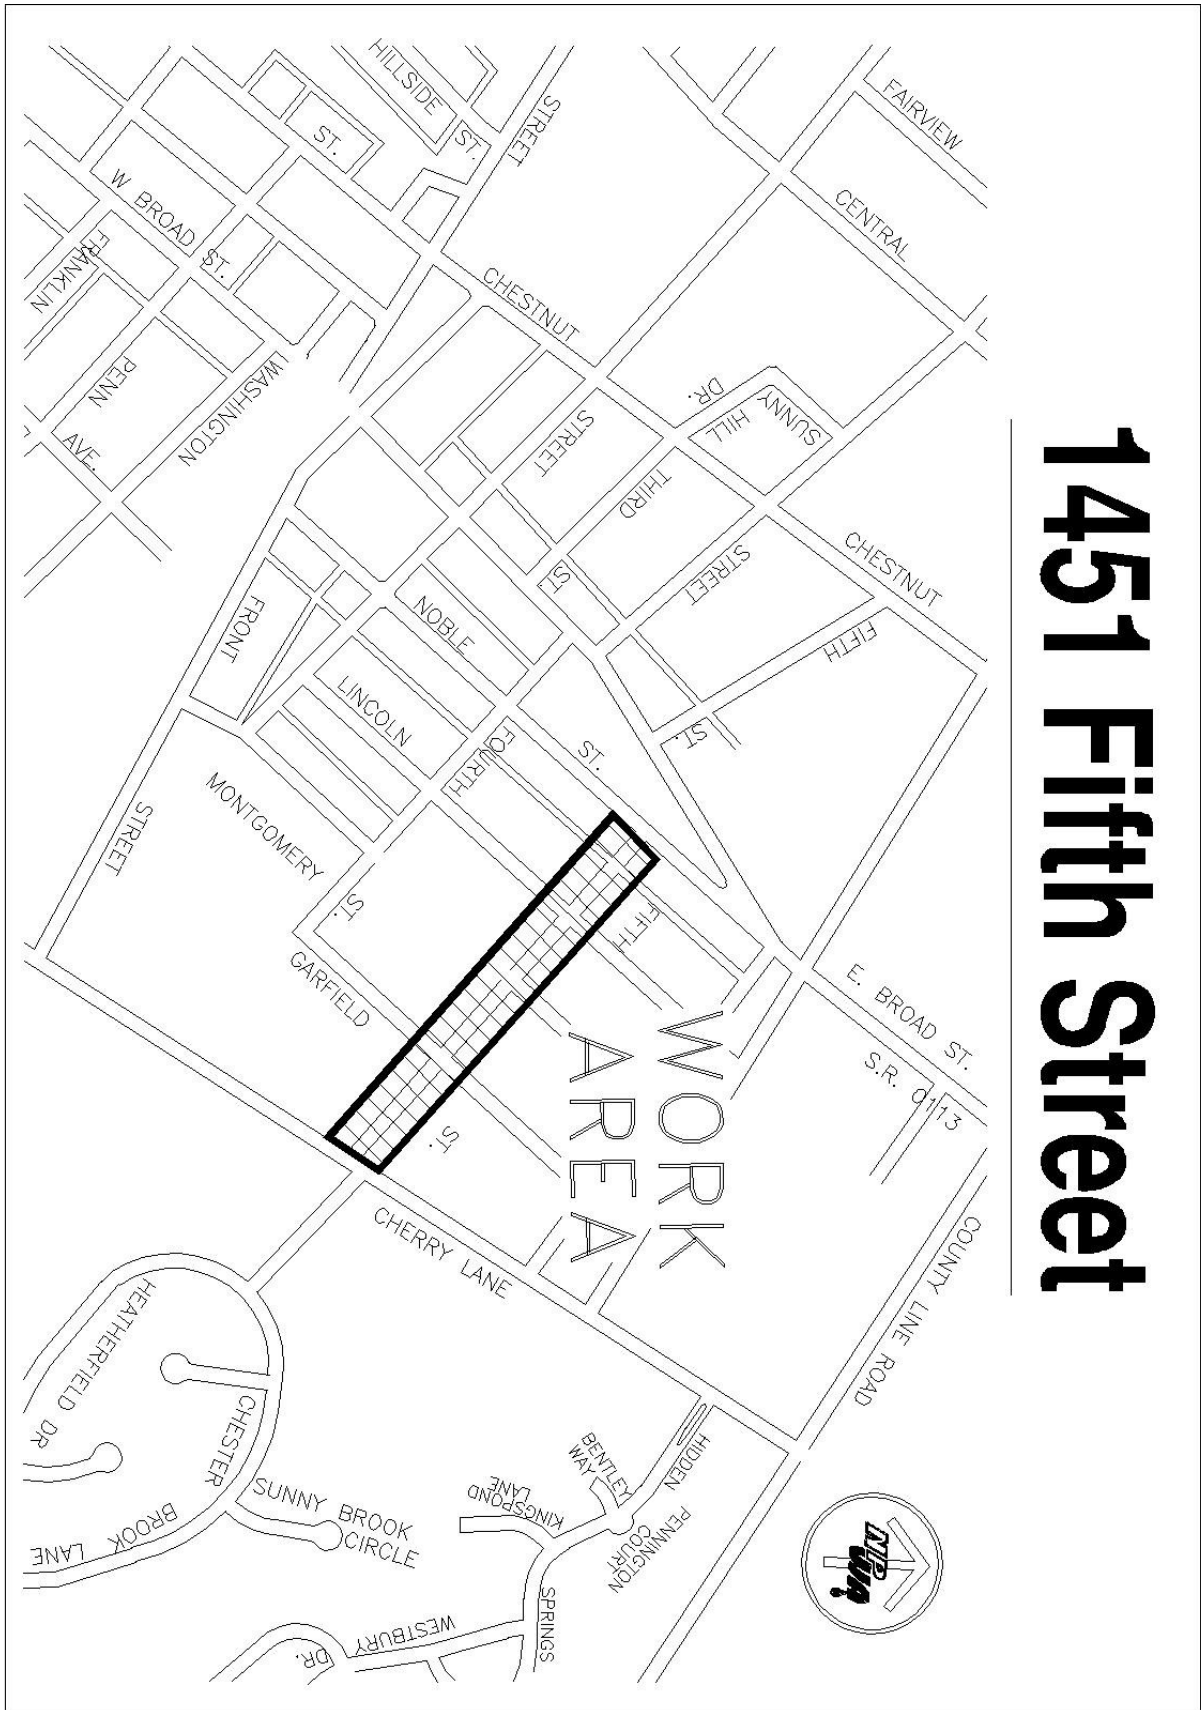 1451 Fifth Street
FAIRVIEW
CENTRAL
HILLSIDE
ST.
STREET
ST.
W BROAD ST.
FRANKLIN
PENN
AVE.
WASHINGTON
CHESTNUT
STREET
DR.
SUNNY
HILL
THIRD
STREET
CHESTNUT
ST.
FIFTH
ST.
NOBLE
ST.
FRONT
STREET
LINCOLN
FOURTH
ST.
MONTGOMERY
GARFIELD
FIFTH
ST.
WORK
AREA
E. BROAD ST.
S.R. 0113
COUNTY LINE ROAD
CHERRY LANE
HEATHERFIELD DR
CHESTER
BROOK
LANE
SUNNY BROOK
CIRCLE
BENTLEY
WAY
KINGSPOND
LANE
HIDDEN
SPRINGS
PENNINGTON
COURT
WESTBURY
DR.
NPWA